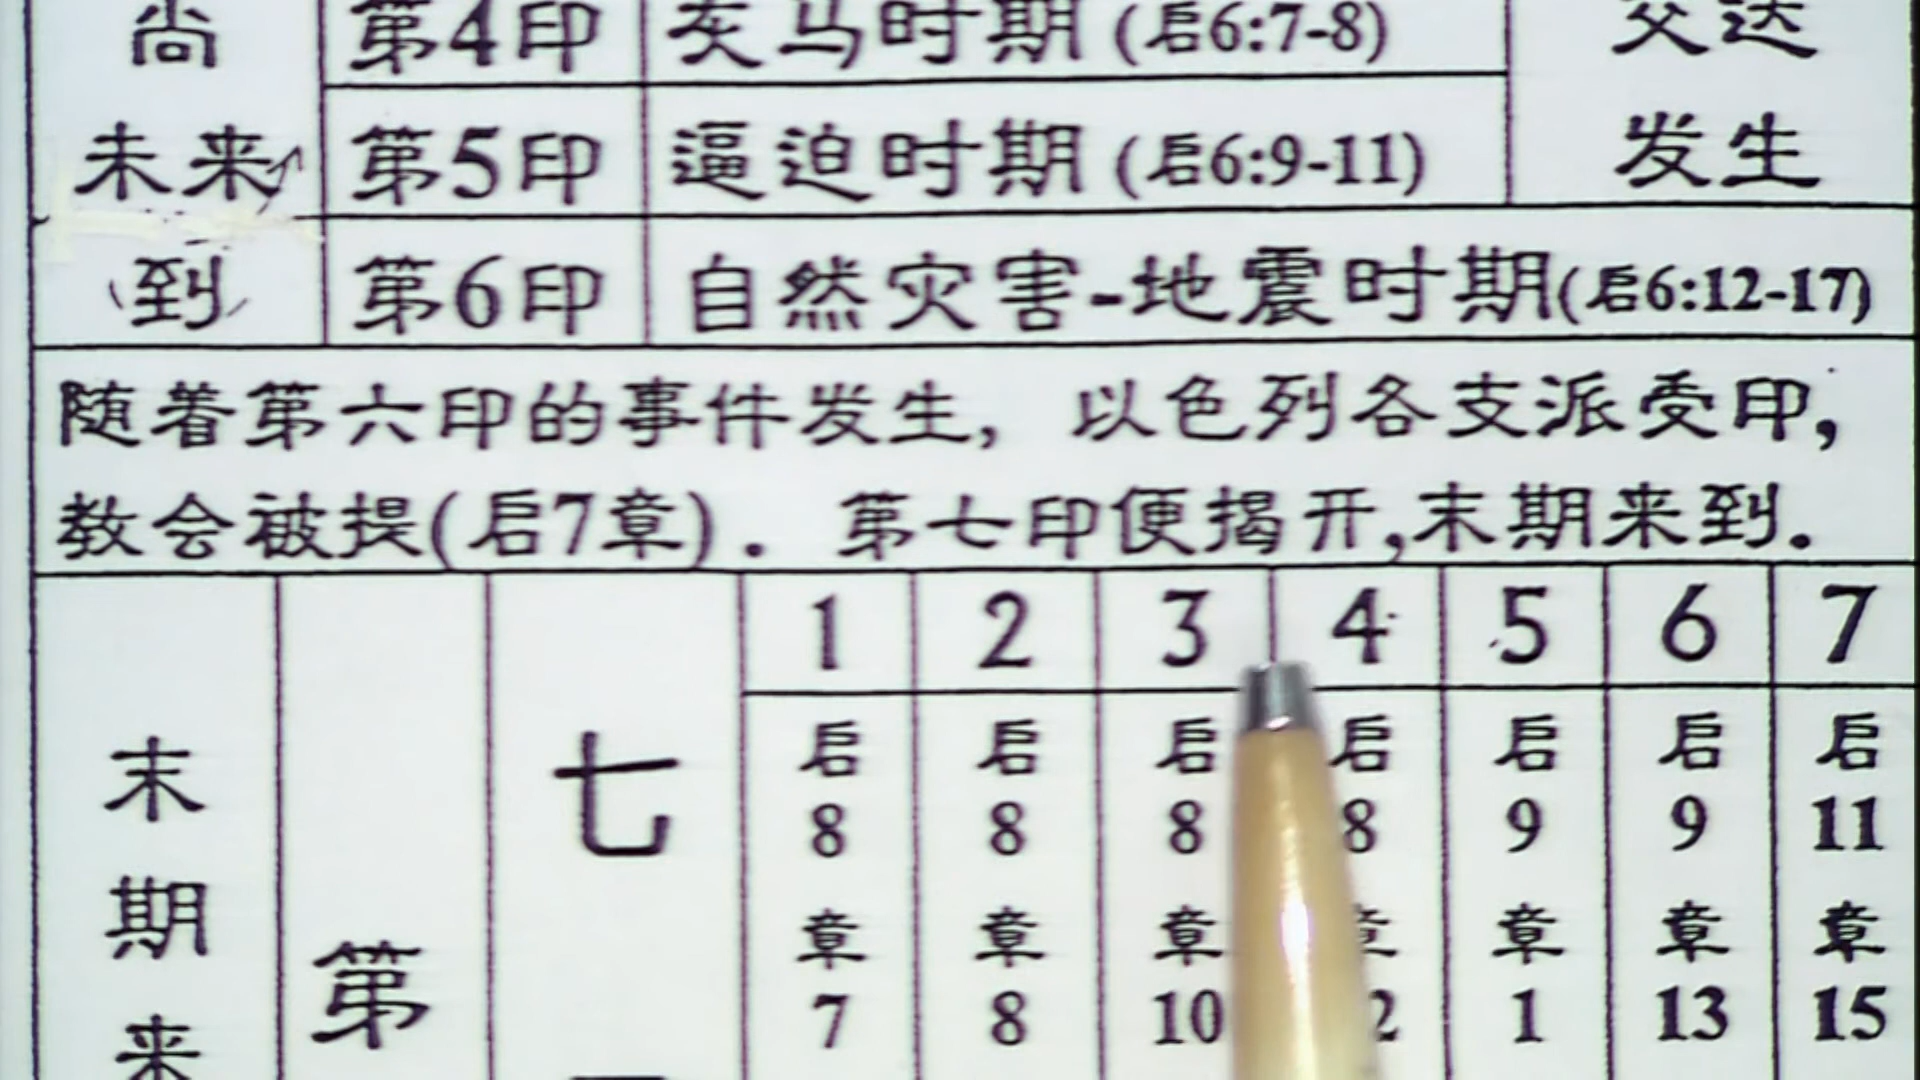 尚 第4印 灰马时期(启6:7-8) 交送
未来 第5印 逼迫时期(启6:9-11) 发生
到 第6印 自然灾害-地震时期(启6:12-17)
随着第六印的事件发生, 以色列各支派受印,
教会被提(启7章). 第七印便揭开,末期来到.
1 2 3 4 5 6 7
启 启 启 启 启 启 启
七
末 8 8 8 8 9 9 11
期 章 章 章 章 章 章
第 7 8 10 2 1 13 15
来